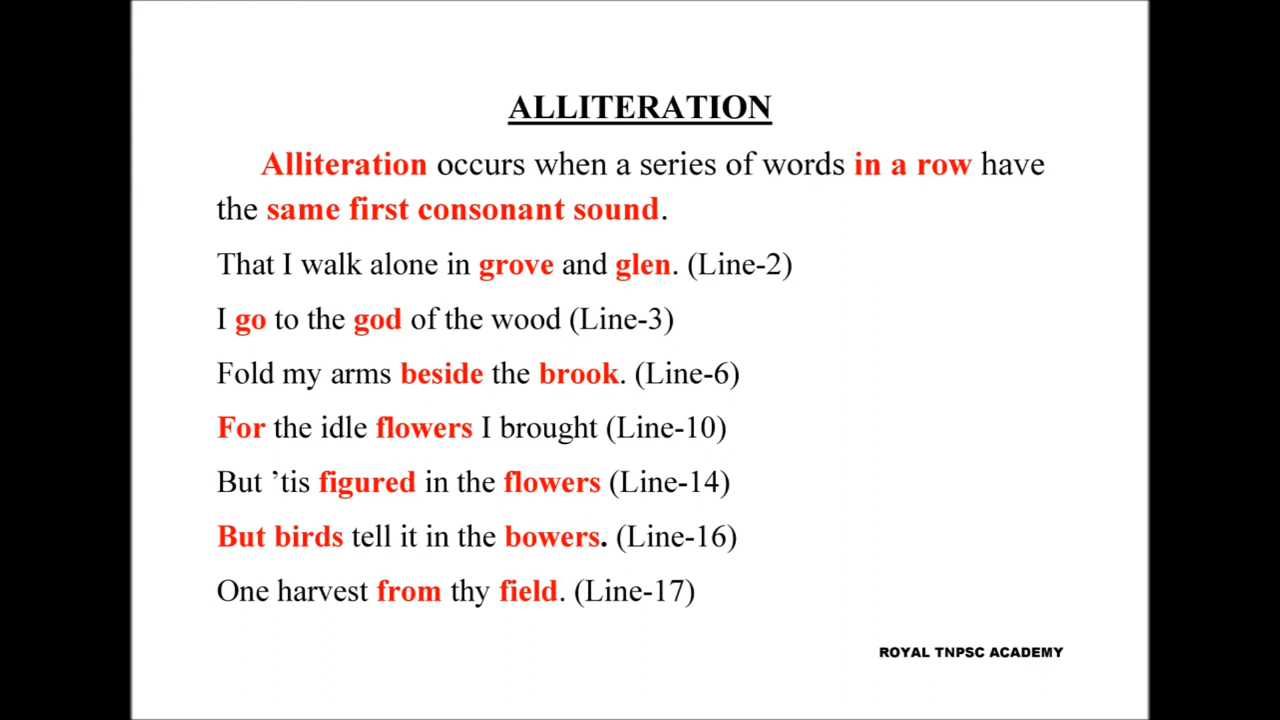 ALLITERATION
Alliteration occurs when a series of words in a row have
the same first consonant sound.
That I walk alone in grove and glen. (Line-2)
I go to the god of the wood (Line-3)
Fold my arms beside the brook. (Line-6)
For the idle flowers I brought (Line-10)
But ’tis figured in the flowers (Line-14)
But birds tell it in the bowers. (Line-16)
One harvest from thy field. (Line-17)
ROYAL TNPSC ACADEMY